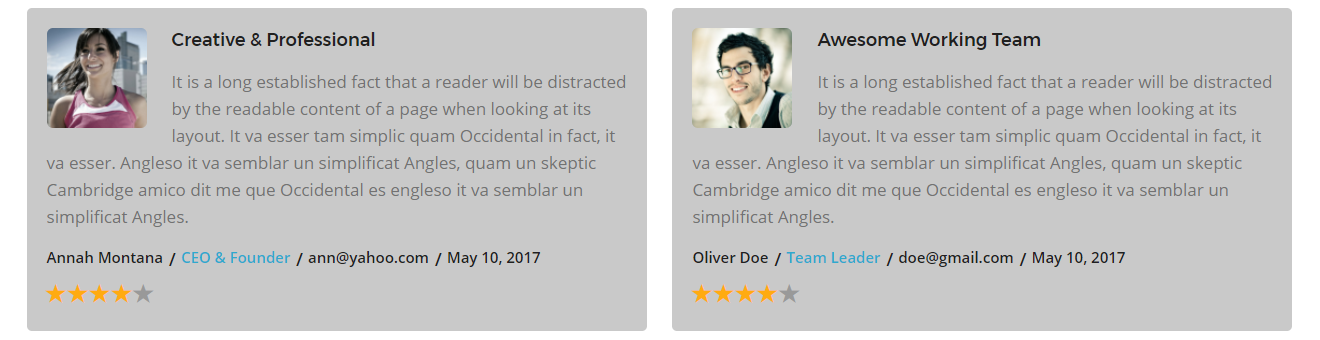 Creative & Professional
It is a long established fact that a reader will be distracted
by the readable content of a page when looking at its
layout. It va esser tam simplic quam Occidental in fact, it
va esser. Angleso it va semblar un simplificat Angles, quam un skeptic
Cambridge amico dit me que Occidental es engleso it va semblar un
simplificat Angles.
Annah Montana / CEO & Founder / ann@yahoo.com / May 10, 2017
Awesome Working Team
It is a long established fact that a reader will be distracted
by the readable content of a page when looking at its
layout. It va esser tam simplic quam Occidental in fact, it
va esser. Angleso it va semblar un simplificat Angles, quam un skeptic
Cambridge amico dit me que Occidental es engleso it va semblar un
simplificat Angles.
Oliver Doe / Team Leader / doe@gmail.com / May 10, 2017